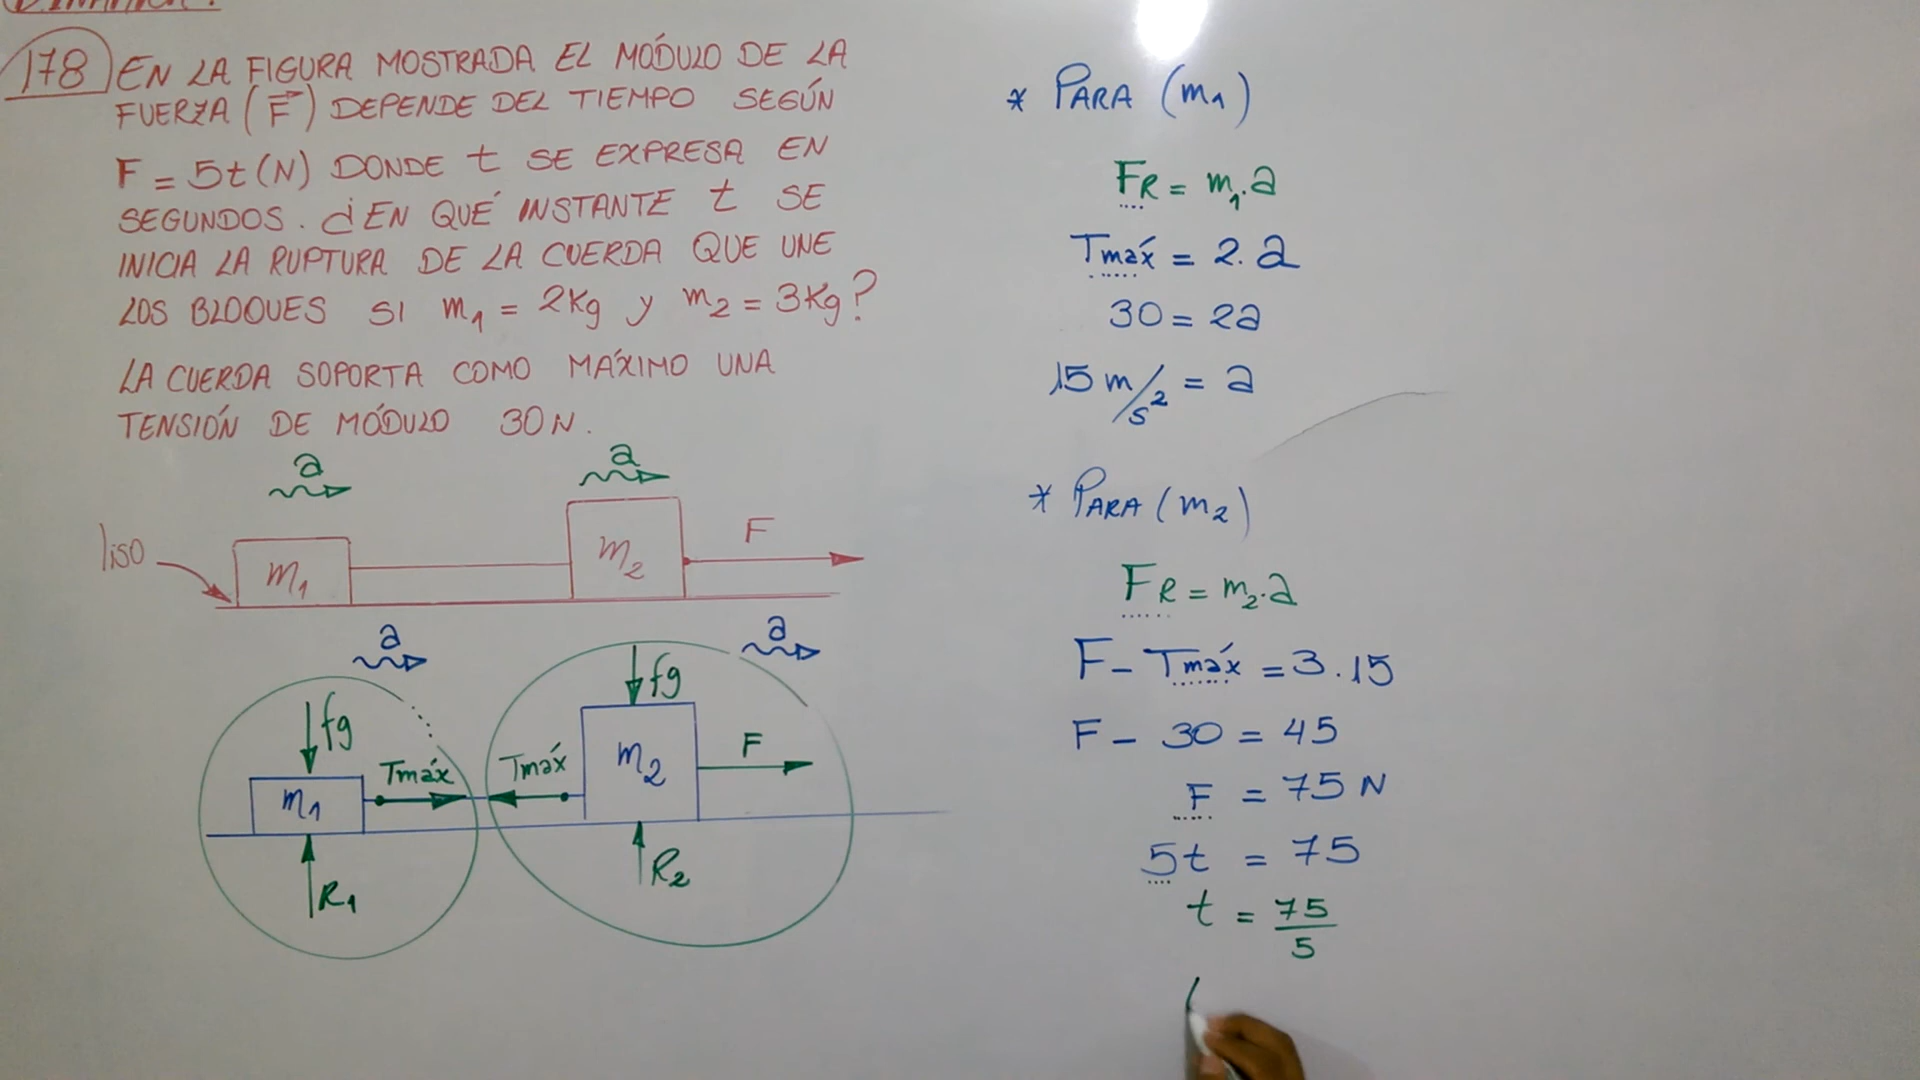 178 EN LA FIGURA MOSTRADA EL MÓDULO DE LA
FUERZA (F) DEPENDE DEL TIEMPO SEGÚN
F = 5t (N) DONDE t SE EXPRESA EN
SEGUNDOS. ¿EN QUÉ INSTANTE t SE
INICIA LA RUPTURA DE LA CUERDA QUE UNE
LOS BLOQUES SI m1 = 2Kg y m2 = 3Kg?
LA CUERDA SOPORTA COMO MÁXIMO UNA
TENSIÓN DE MÓDULO 30N.
a
a
liso
m1
m2
F
a
a
fg
fg
Tmáx
Tmáx
m1
m2
F
R1
R2
* PARA (m1)
FR = m1.a
Tmáx = 2.a
30 = 2a
15 m/s2 = a
* PARA (m2)
FR = m2.a
F - Tmáx = 3.15
F - 30 = 45
F = 75 N
5t = 75
t = 75/5